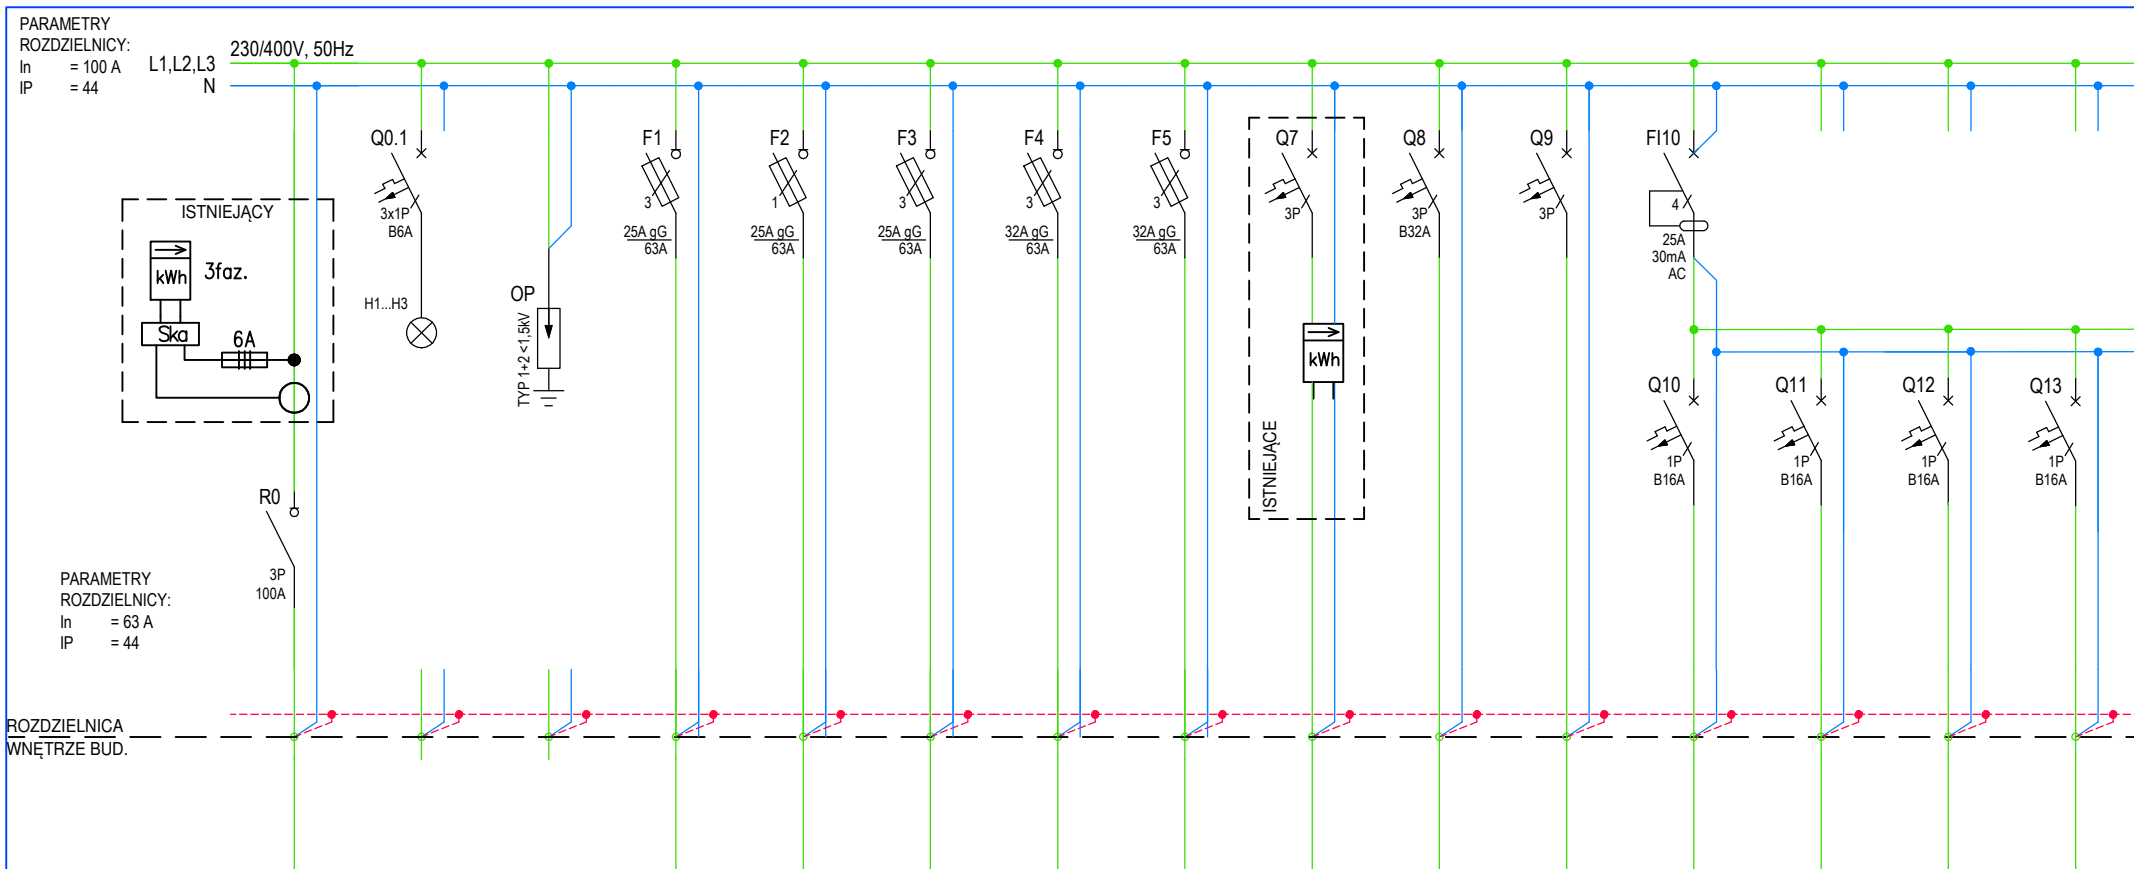 PARAMETRY
ROZDZIELNICY:
In = 100 A
IP = 44
230/400V, 50Hz
L1,L2,L3
N
ISTNIEJĄCY
kWh
3faz.
Ska
6A
R0
3P
100A
PARAMETRY
ROZDZIELNICY:
In = 63 A
IP = 44
Q0.1
3x1P
B6A
H1...H3
OP
TYP 1+2 <1,5kV
F1
3
25A gG
63A
F2
1
25A gG
63A
F3
3
25A gG
63A
F4
3
32A gG
63A
F5
3
32A gG
63A
Q7
3P
kWh
ISTNIEJĄCE
Q8
3P
B32A
Q9
3P
FI10
4
25A
30mA
AC
Q10
1P
B16A
Q11
1P
B16A
Q12
1P
B16A
Q13
1P
B16A
ROZDZIELNICA
WNĘTRZE BUD.